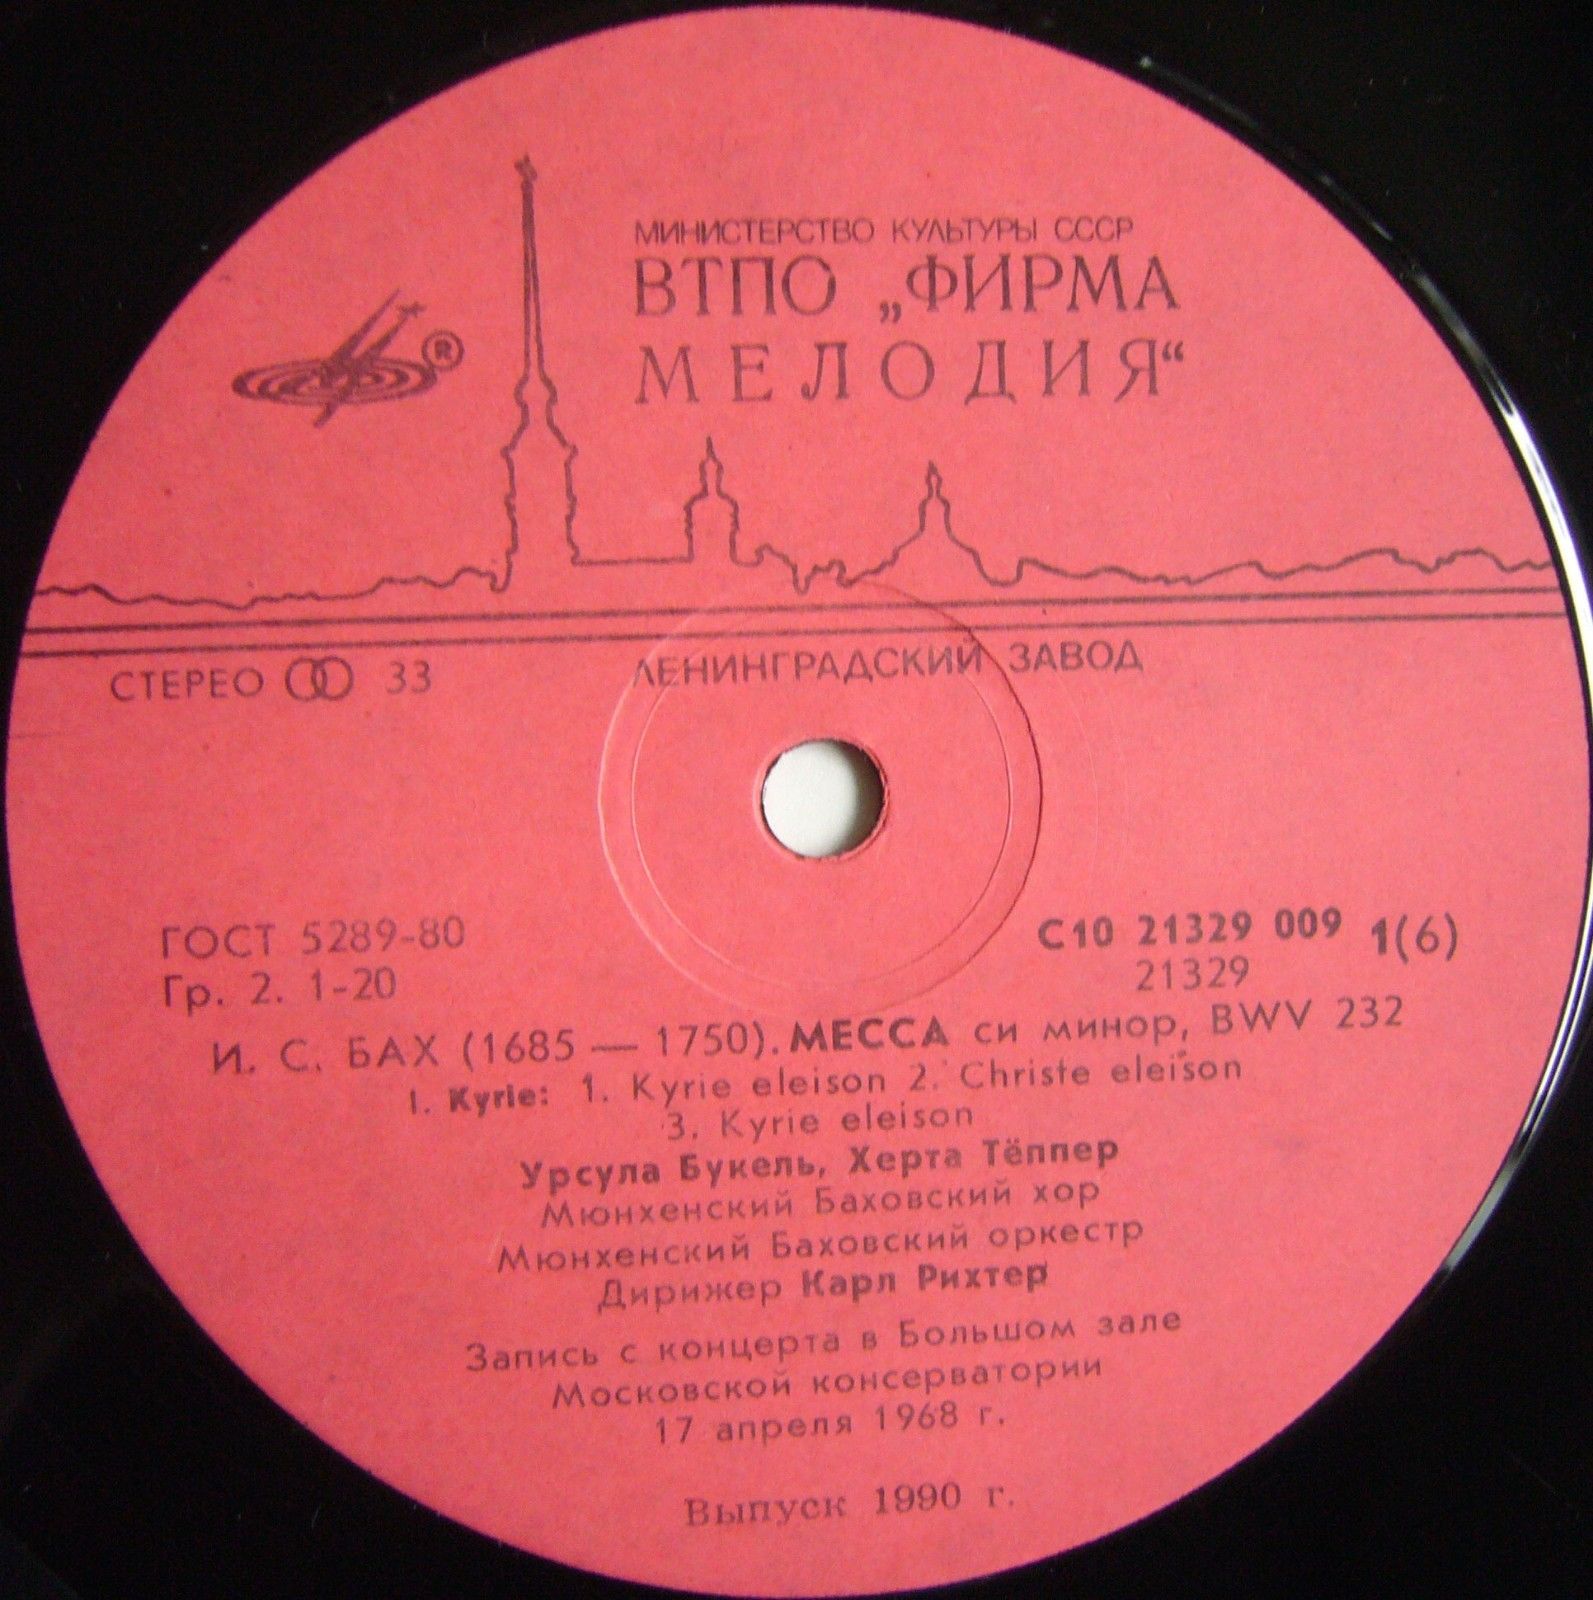 МИНИСТЕРСТВО КУЛЬТУРЫ СССР
ВТПО „ФИРМА
МЕЛОДИЯ“
®
СТЕРЕО 33
ЛЕНИНГРАДСКИЙ ЗАВОД
ГОСТ 5289-80
Гр. 2. 1-20
С10 21329 009 1(6)
21329
И. С. БАХ (1685 — 1750). МЕССА си минор, BWV 232
I. Kyrie: 1. Kyrie eleison 2. Christe eleison
3. Kyrie eleison
Урсула Букель, Херта Тёппер
Мюнхенский Баховский хор
Мюнхенский Баховский оркестр
Дирижер Карл Рихтер
Запись с концерта в Большом зале
Московской консерватории
17 апреля 1968 г.
Выпуск 1990 г.